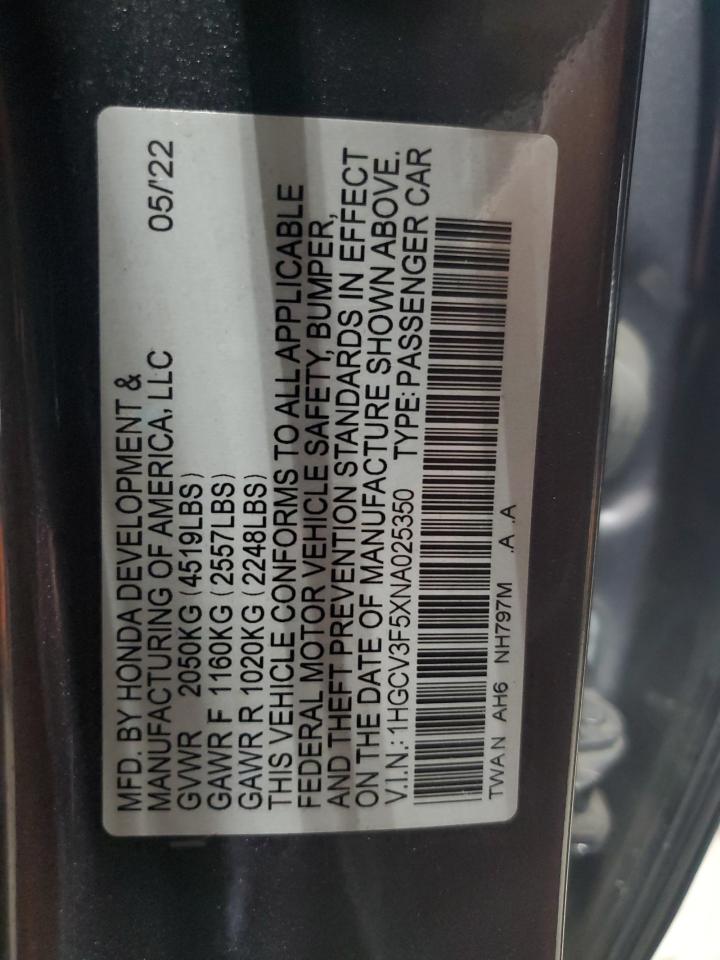 MFD. BY HONDA DEVELOPMENT &
MANUFACTURING OF AMERICA, LLC 05/'22
GVWR 2050KG (4519LBS)
GAWR F 1160KG (2557LBS)
GAWR R 1020KG (2248LBS)
THIS VEHICLE CONFORMS TO ALL APPLICABLE
FEDERAL MOTOR VEHICLE SAFETY, BUMPER,
AND THEFT PREVENTION STANDARDS IN EFFECT
ON THE DATE OF MANUFACTURE SHOWN ABOVE.
V.I.N.: 1HGCV3F5XNA025350 TYPE: PASSENGER CAR
TWA N AH6 NH797M .A .A